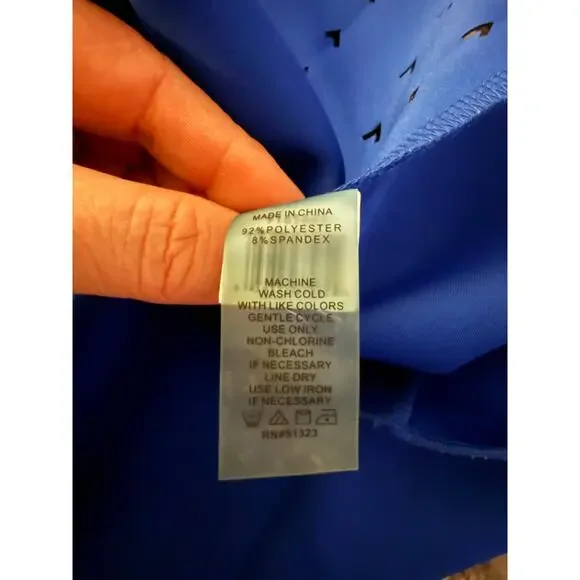 MADE IN CHINA
92%POLYESTER
8%SPANDEX
MACHINE
WASH COLD
WITH LIKE COLORS
GENTLE CYCLE
USE ONLY
NON-CHLORINE
BLEACH
IF NECESSARY
LINE DRY
USE LOW IRON
IF NECESSARY
RN#51323